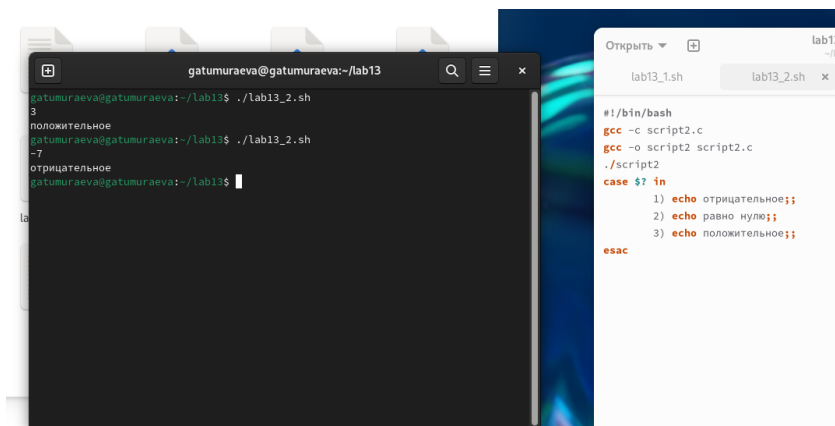 gatumuraeva@gatumuraeva:~/lab13
gatumuraeva@gatumuraeva:~/lab13$ ./lab13_2.sh
3
положительное
gatumuraeva@gatumuraeva:~/lab13$ ./lab13_2.sh
-7
отрицательное
gatumuraeva@gatumuraeva:~/lab13$
la
Открыть
lab13
~/l
lab13_1.sh
lab13_2.sh
#!/bin/bash
gcc -c script2.c
gcc -o script2 script2.c
./script2
case $? in
1) echo отрицательное;;
2) echo равно нулю;;
3) echo положительное;;
esac